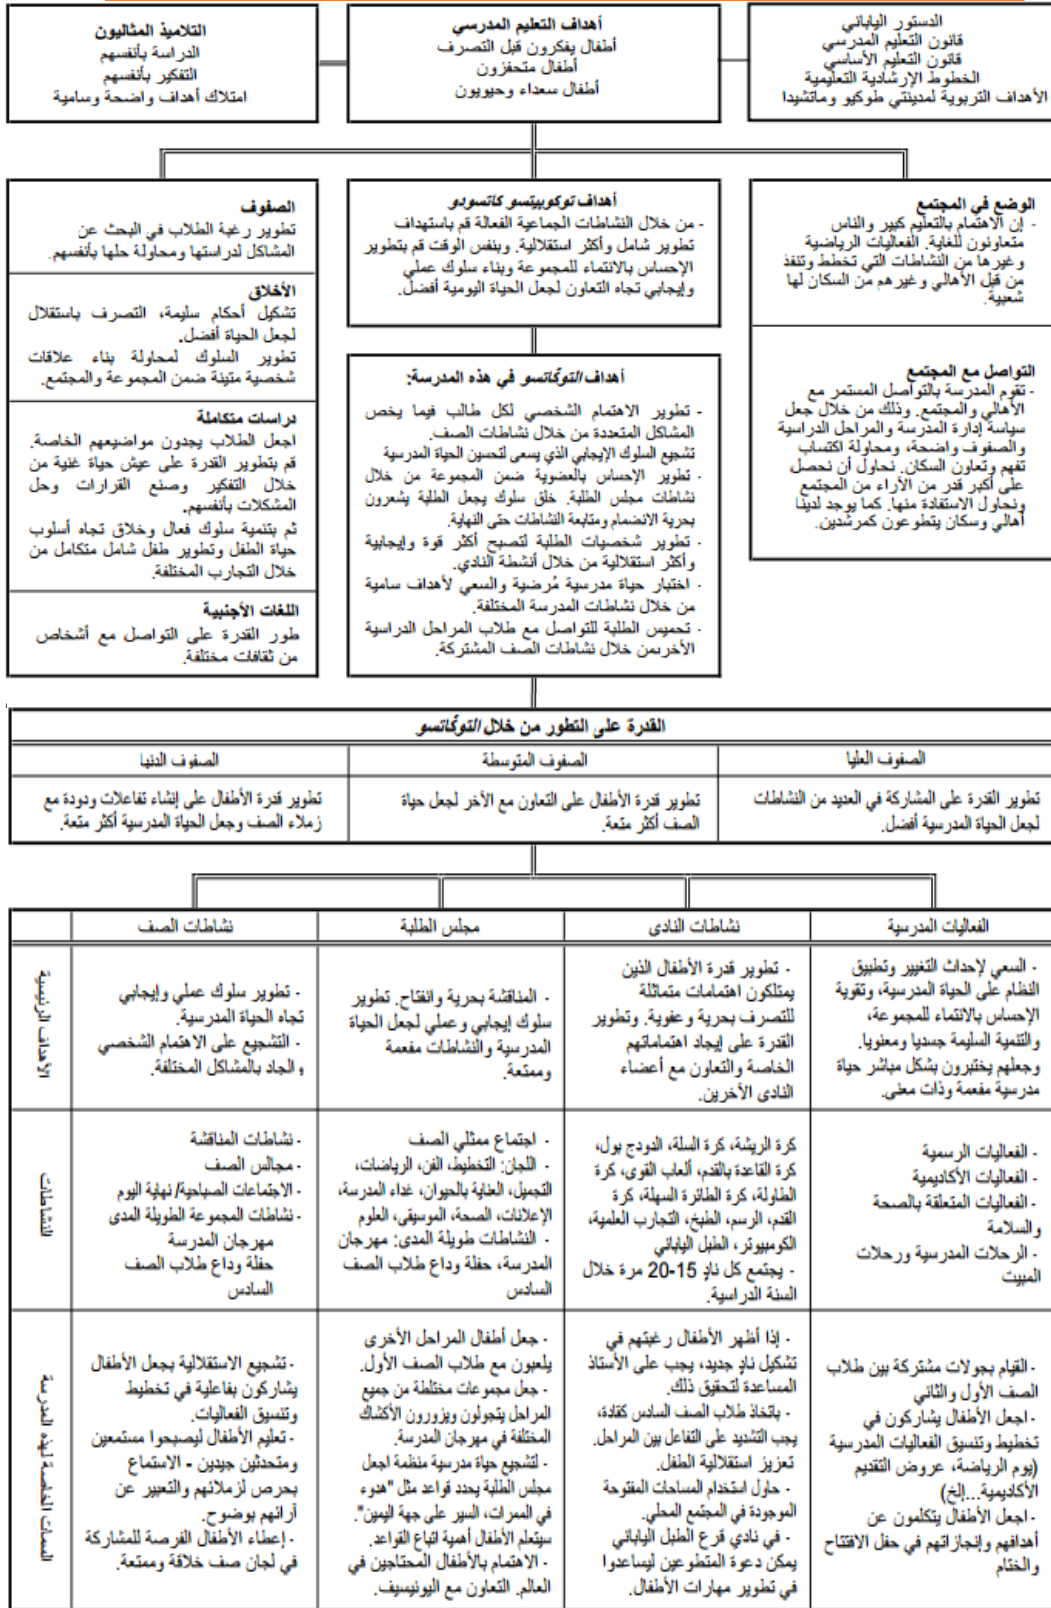 الدستور الياباني
قانون التعليم المدرسي
قانون التعليم الأساسي
الخطوط الإرشادية التعليمية
الأهداف التربوية لمدينتي طوكيو وماتشيدا
أهداف التعليم المدرسي
أطفال يفكرون قبل التصرف
أطفال متحفزون
أطفال سعداء وحيويون
التلاميذ المثاليون
الدراسة بأنفسهم
التفكير بأنفسهم
امتلاك أهداف واضحة وسامية
الوضع في المجتمع
- إن الاهتمام بالتعليم كبير والناس
متعاونون للغاية. الفعاليات الرياضية
وغيرها من النشاطات التي تخطط وتنفذ
من قبل الأهالي وغيرهم من السكان لها
شعبية.
التواصل مع المجتمع
- تقوم المدرسة بالتواصل المستمر مع
الأهالي والمجتمع. وذلك من خلال جعل
سياسة إدارة المدرسة والمراحل الدراسية
والصفوف واضحة، ومحاولة اكتساب
تفهم وتعاون السكان. نحاول أن نحصل
على أكبر قدر من الآراء من المجتمع
ونحاول الاستفادة منها. كما يوجد لدينا
أهالي وسكان يتطوعون كمرشدين.
أهداف توكوبيتسو كاتسودو
- من خلال النشاطات الجماعية الفعالة قم باستهداف
تطوير شامل وأكثر استقلالية. وبنفس الوقت قم بتطوير
الإحساس بالانتماء للمجموعة وبناء سلوك عملي
وإيجابي تجاه التعاون لجعل الحياة اليومية أفضل.
أهداف التوكّاتسو في هذه المدرسة:
- تطوير الاهتمام الشخصي لكل طالب فيما يخص
المشاكل المتعددة من خلال نشاطات الصف.
تشجيع السلوك الإيجابي الذي يسعى لتحسين الحياة المدرسية
- تطوير الإحساس بالعضوية ضمن المجموعة من خلال
نشاطات مجلس الطلبة. خلق سلوك يجعل الطلبة يشعرون
بحرية الانضمام ومتابعة النشاطات حتى النهاية.
- تطوير شخصيات الطلبة لتصبح أكثر قوة وإيجابية
وأكثر استقلالية من خلال أنشطة النادي.
- اختبار حياة مدرسية مُرضية والسعي لأهداف سامية
من خلال نشاطات المدرسة المختلفة.
- تحميس الطلبة للتواصل مع طلاب المراحل الدراسية
الأخرىمن خلال نشاطات الصف المشتركة.
الصفوف
تطوير رغبة الطلاب في البحث عن
المشاكل لدراستها ومحاولة حلها بأنفسهم.
الأخلاق
تشكيل أحكام سليمة، التصرف باستقلال
لجعل الحياة أفضل.
تطوير السلوك لمحاولة بناء علاقات
شخصية متينة ضمن المجموعة والمجتمع.
دراسات متكاملة
اجعل الطلاب يجدون مواضيعهم الخاصة.
قم بتطوير القدرة على عيش حياة غنية من
خلال التفكير وصنع القرارات وحل
المشكلات بأنفسهم.
ثم بتنمية سلوك فعال وخلاق تجاه أسلوب
حياة الطفل وتطوير طفل شامل متكامل من
خلال التجارب المختلفة.
اللغات الأجنبية
طور القدرة على التواصل مع أشخاص
من ثقافات مختلفة.
القدرة على التطور من خلال التوكّاتسو
الصفوف العليا
الصفوف المتوسطة
الصفوف الدنيا
تطوير القدرة على المشاركة في العديد من النشاطات
لجعل الحياة المدرسية أفضل.
تطوير قدرة الأطفال على التعاون مع الآخر لجعل حياة
الصف أكثر متعة.
تطوير قدرة الأطفال على إنشاء تفاعلات ودودة مع
زملاء الصف وجعل الحياة المدرسية أكثر متعة.
الفعاليات المدرسية
نشاطات النادي
مجلس الطلبة
نشاطات الصف
- السعي لإحداث التغيير وتطبيق
النظام على الحياة المدرسية، وتقوية
الإحساس بالانتماء للمجموعة،
والتنمية السليمة جسديا ومعنويا.
وجعلهم يختبرون بشكل مباشر حياة
مدرسية مفعمة وذات معنى.
- تطوير قدرة الأطفال الذين
يمتلكون اهتمامات متماثلة
للتصرف بحرية وعفوية. وتطوير
القدرة على إيجاد اهتماماتهم
الخاصة والتعاون مع أعضاء
النادي الآخرين.
- المناقشة بحرية وانفتاح. تطوير
سلوك إيجابي وعملي لجعل الحياة
المدرسية والنشاطات مفعمة
وممتعة.
- تطوير سلوك عملي وإيجابي
تجاه الحياة المدرسية.
- التشجيع على الاهتمام الشخصي
والجاد بالمشاكل المختلفة.
الأهداف الرئيسية
- الفعاليات الرسمية
- الفعاليات الأكاديمية
- الفعاليات المتعلقة بالصحة
والسلامة
- الرحلات المدرسية ورحلات
المبيت
كرة الريشة، كرة السلة، الدودج بول،
كرة القاعدة بالقدم، ألعاب القوى، كرة
الطاولة، كرة الطائرة السهلة، كرة
القدم، الرسم، الطبخ، التجارب العلمية،
الكومبيوتر، الطبل الياباني
- يجتمع كل نادٍ 15-20 مرة خلال
السنة الدراسية.
- اجتماع ممثلي الصف
- اللجان: التخطيط، الفن، الرياضات،
التجميل، العناية بالحيوان، غداء المدرسة،
الإعلانات، الصحة، الموسيقى، العلوم
- النشاطات طويلة المدى: مهرجان
المدرسة، حفلة وداع طلاب الصف
السادس
- نشاطات المناقشة
- مجالس الصف
- الاجتماعات الصباحية/ نهاية اليوم
- نشاطات المجموعة الطويلة المدى
مهرجان المدرسة
حفلة وداع طلاب الصف
السادس
النشاطات
- القيام بجولات مشتركة بين طلاب
الصف الأول والثاني
- اجعل الأطفال يشاركون في
تخطيط وتنسيق الفعاليات المدرسية
(يوم الرياضة، عروض التقديم
الأكاديمية...إلخ)
- اجعل الأطفال يتكلمون عن
أهدافهم وإنجازاتهم في حفل الافتتاح
والختام
- إذا أظهر الأطفال رغبتهم في
تشكيل نادٍ جديد، يجب على الأستاذ
المساعدة لتحقيق ذلك.
- باتخاذ طلاب الصف السادس كقادة،
يجب التشديد على التفاعل بين المراحل.
تعزيز استقلالية الطفل.
- حاول استخدام المساحات المفتوحة
الموجودة في المجتمع المحلي.
- في نادي قرع الطبل الياباني
يمكن دعوة المتطوعين ليساعدوا
في تطوير مهارات الأطفال.
- جعل أطفال المراحل الأخرى
يلعبون مع طلاب الصف الأول.
- جعل مجموعات مختلطة من جميع
المراحل يتجولون ويزورون الأكشاك
المختلفة في مهرجان المدرسة.
- لتشجيع حياة مدرسية منظمة اجعل
مجلس الطلبة يحدد قواعد مثل "هدوء
في الممرات، السير على جهة اليمين".
سيتعلم الأطفال أهمية اتباع القواعد.
- الاهتمام بالأطفال المحتاجين في
العالم. التعاون مع اليونيسيف.
- تشجيع الاستقلالية بجعل الأطفال
يشاركون بفاعلية في تخطيط
وتنسيق الفعاليات.
- تعليم الأطفال ليصبحوا مستمعين
ومتحدثين جيدين - الاستماع
بحرص لزملائهم والتعبير عن
آرائهم بوضوح.
- إعطاء الأطفال الفرصة للمشاركة
في لجان صف خلاقة وممتعة.
السمات الخاصة لهذه المدرسة